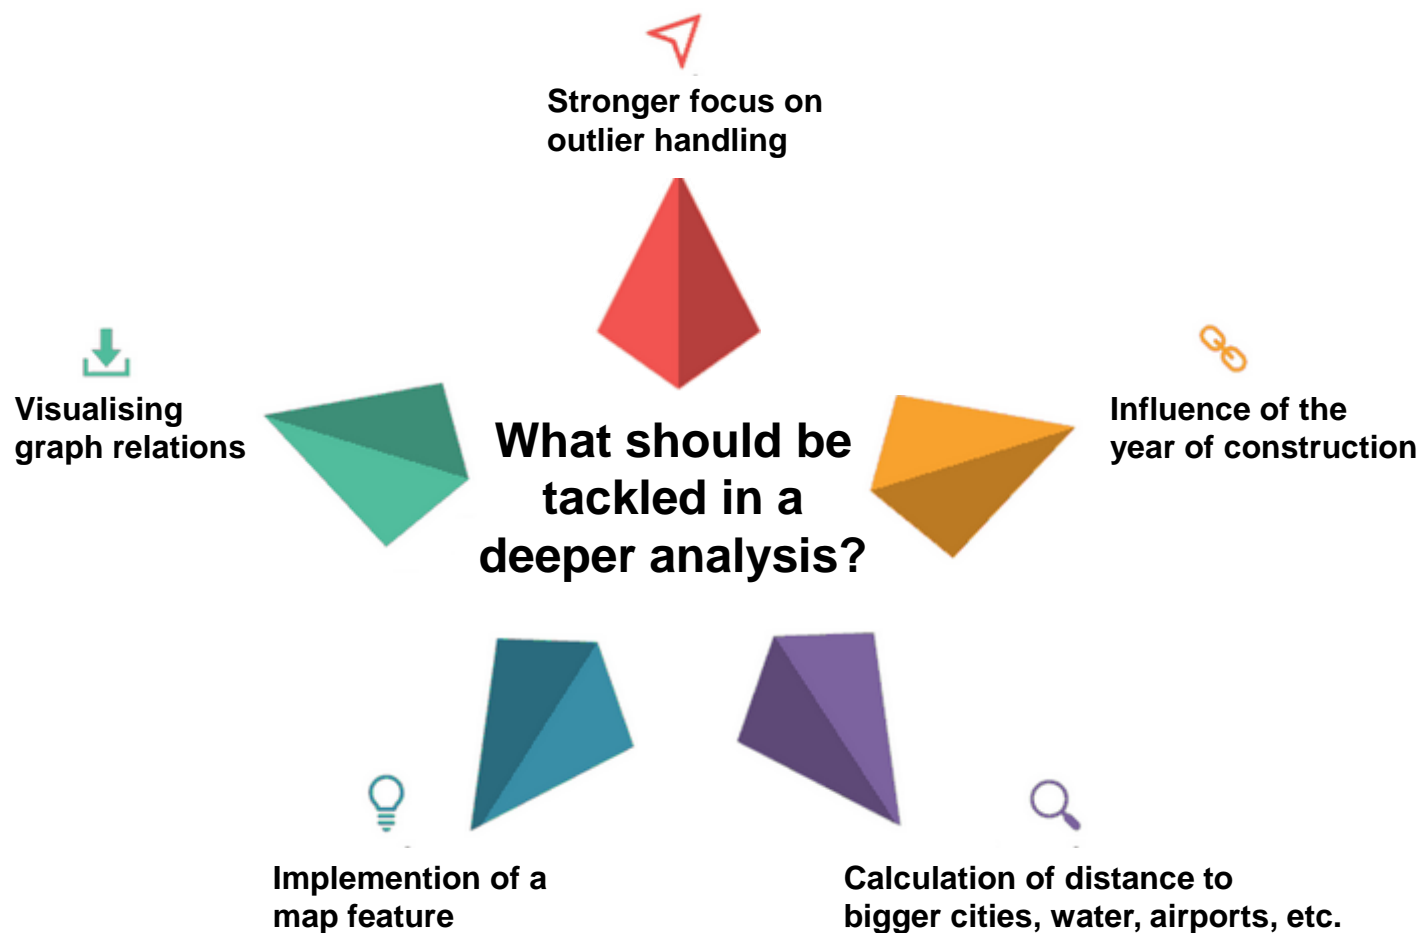 Stronger focus on
outlier handling
Visualising
graph relations
What should be
tackled in a
deeper analysis?
Influence of the
year of construction
Implemention of a
map feature
Calculation of distance to
bigger cities, water, airports, etc.